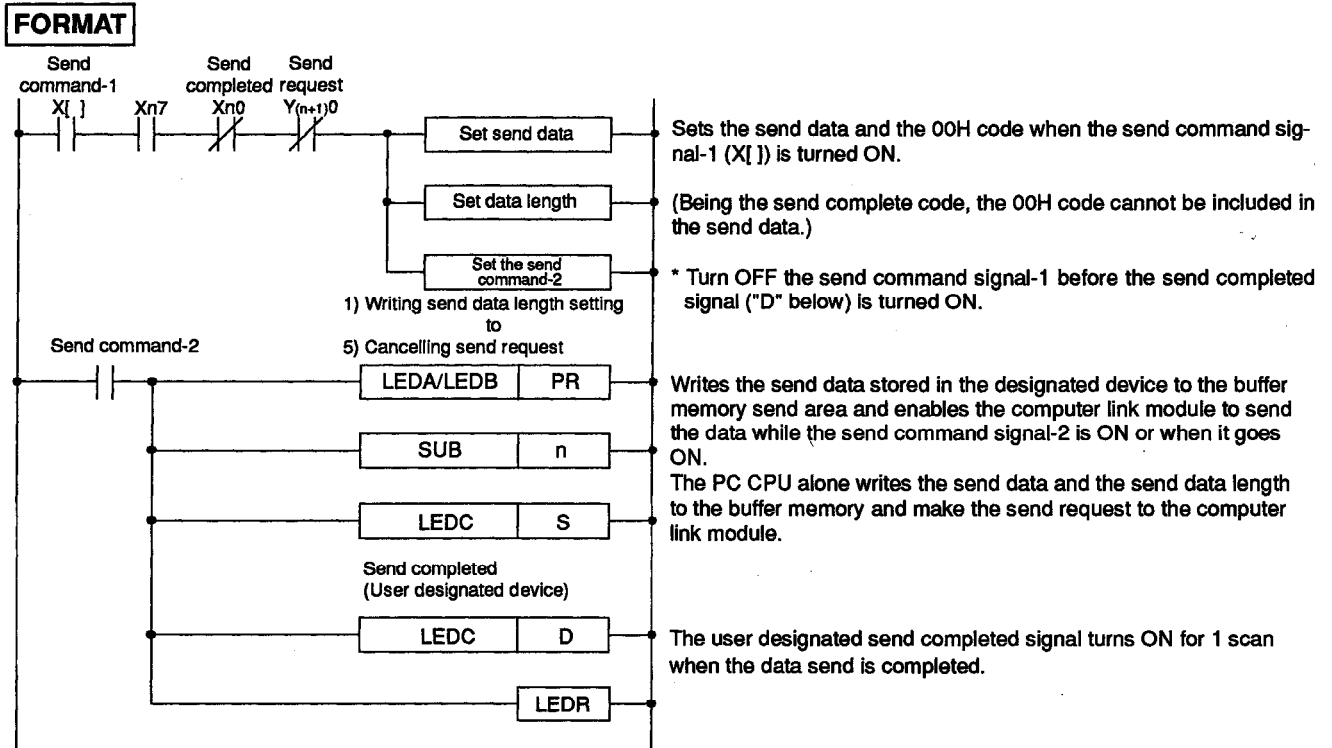 FORMAT
Send command-1
Send completed
Send request
X[ ]
Xn7
Xn0
Y(n+1)0
Set send data
Sets the send data and the 00H code when the send command sig-
nal-1 (X[ ]) is turned ON.
Set data length
(Being the send complete code, the 00H code cannot be included in
the send data.)
Set the send
command-2
* Turn OFF the send command signal-1 before the send completed
signal ("D" below) is turned ON.
1) Writing send data length setting
to
5) Cancelling send request
Send command-2
LEDA/LEDB PR
Writes the send data stored in the designated device to the buffer
memory send area and enables the computer link module to send
the data while the send command signal-2 is ON or when it goes
ON.
The PC CPU alone writes the send data and the send data length
to the buffer memory and make the send request to the computer
link module.
SUB n
LEDC S
Send completed
(User designated device)
LEDC D
The user designated send completed signal turns ON for 1 scan
when the data send is completed.
LEDR